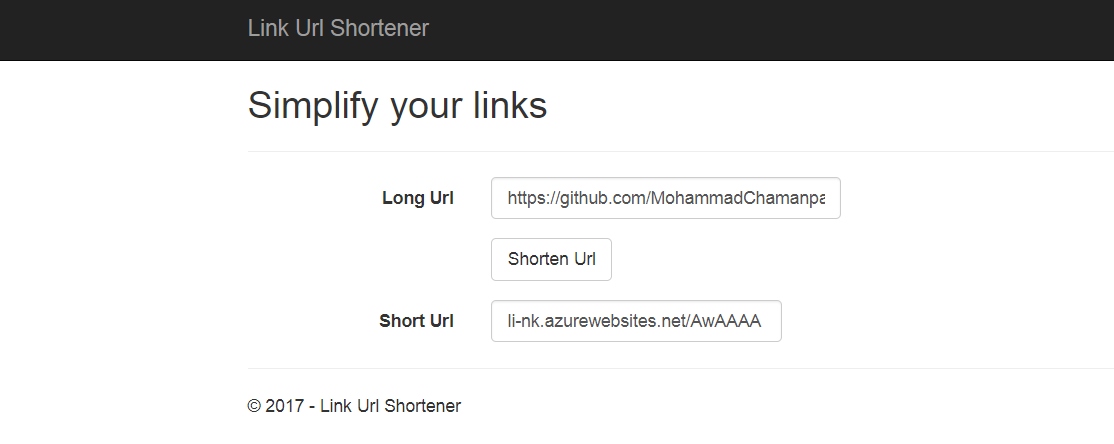 Link Url Shortener
Simplify your links
Long Url https://github.com/MohammadChamanpa
Shorten Url
Short Url li-nk.azurewebsites.net/AwAAAA
© 2017 - Link Url Shortener